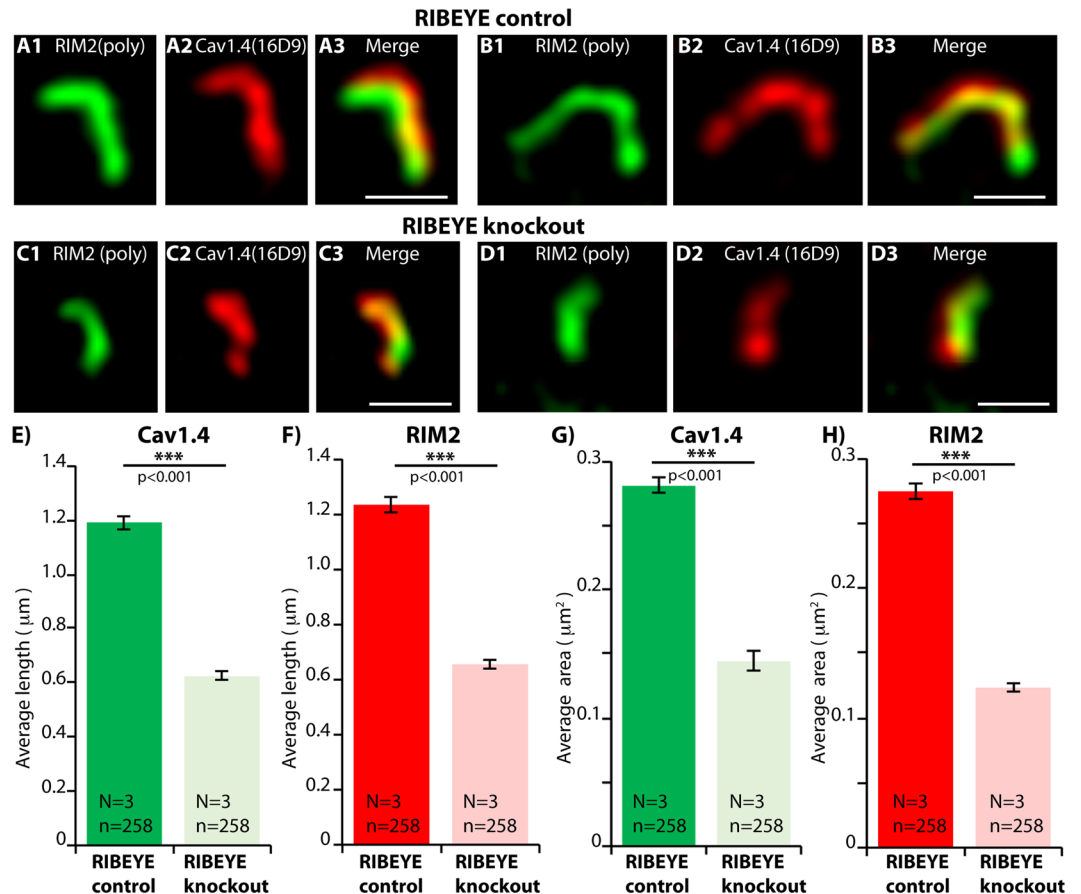 RIBEYE control
A1 RIM2(poly) A2 Cav1.4(16D9) A3 Merge B1 RIM2 (poly) B2 Cav1.4 (16D9) B3 Merge
RIBEYE knockout
C1 RIM2 (poly) C2 Cav1.4(16D9) C3 Merge D1 RIM2 (poly) D2 Cav1.4 (16D9) D3 Merge
E) Cav1.4
***
p<0.001
Average length ( μm )
1.4
1.2
1.0
0.8
0.6
0.4
0.2
0
N=3
n=258
N=3
n=258
RIBEYE control
RIBEYE knockout
F) RIM2
***
p<0.001
Average length ( μm )
1.4
1.2
1.0
0.8
0.6
0.4
0.2
0
N=3
n=258
N=3
n=258
RIBEYE control
RIBEYE knockout
G) Cav1.4
***
p<0.001
Average area ( μm²)
0.3
0.2
0.1
0
N=3
n=258
N=3
n=258
RIBEYE control
RIBEYE knockout
H) RIM2
***
p<0.001
Average area ( μm²)
0.3
0.2
0.1
0
N=3
n=258
N=3
n=258
RIBEYE control
RIBEYE knockout